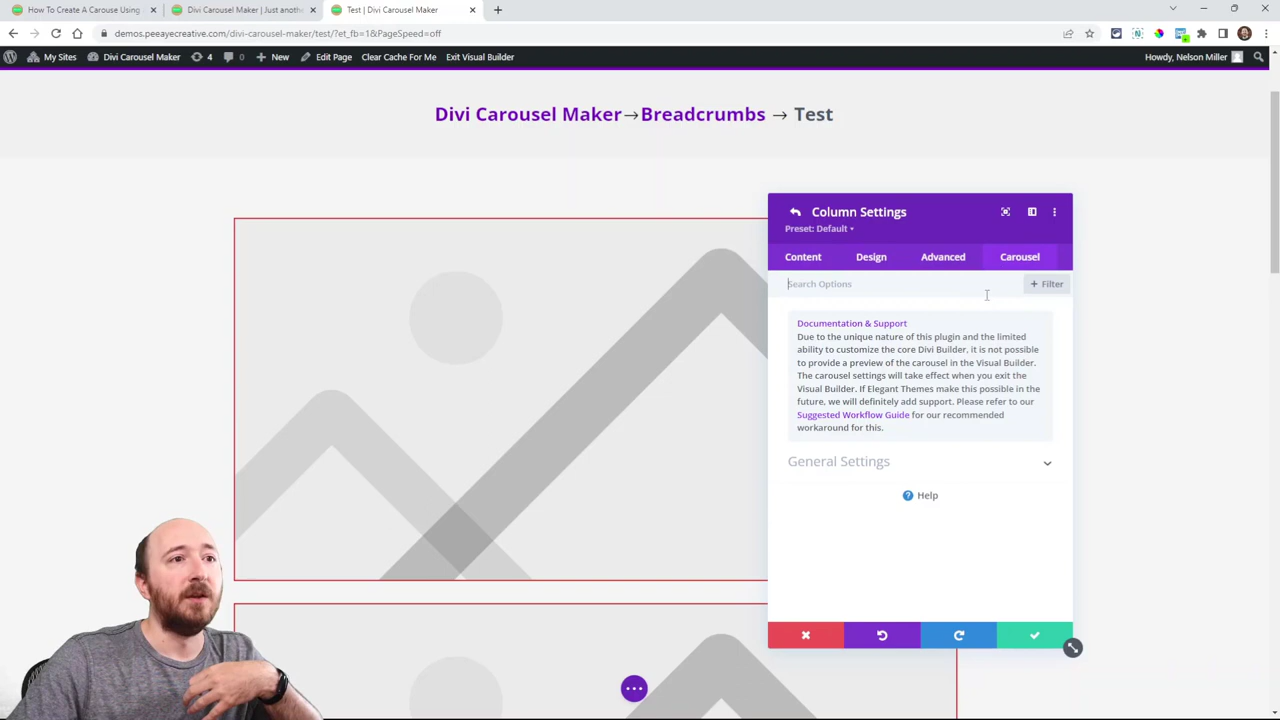 How To Create A Carouse Using
Divi Carousel Maker | Just anoth
Test | Divi Carousel Maker
demos.peeayecreative.com/divi-carousel-maker/test/?et_fb=1&PageSpeed=off
My Sites
Divi Carousel Maker
4
0
New
Edit Page
Clear Cache For Me
Exit Visual Builder
Howdy, Nelson Miller
Divi Carousel Maker→Breadcrumbs → Test
Column Settings
Preset: Default
Content
Design
Advanced
Carousel
Search Options
+ Filter
Documentation & Support
Due to the unique nature of this plugin and the limited
ability to customize the core Divi Builder, it is not possible
to provide a preview of the carousel in the Visual Builder.
The carousel settings will take effect when you exit the
Visual Builder. If Elegant Themes make this possible in the
future, we will definitely add support. Please refer to our
Suggested Workflow Guide for our recommended
workaround for this.
General Settings
Help